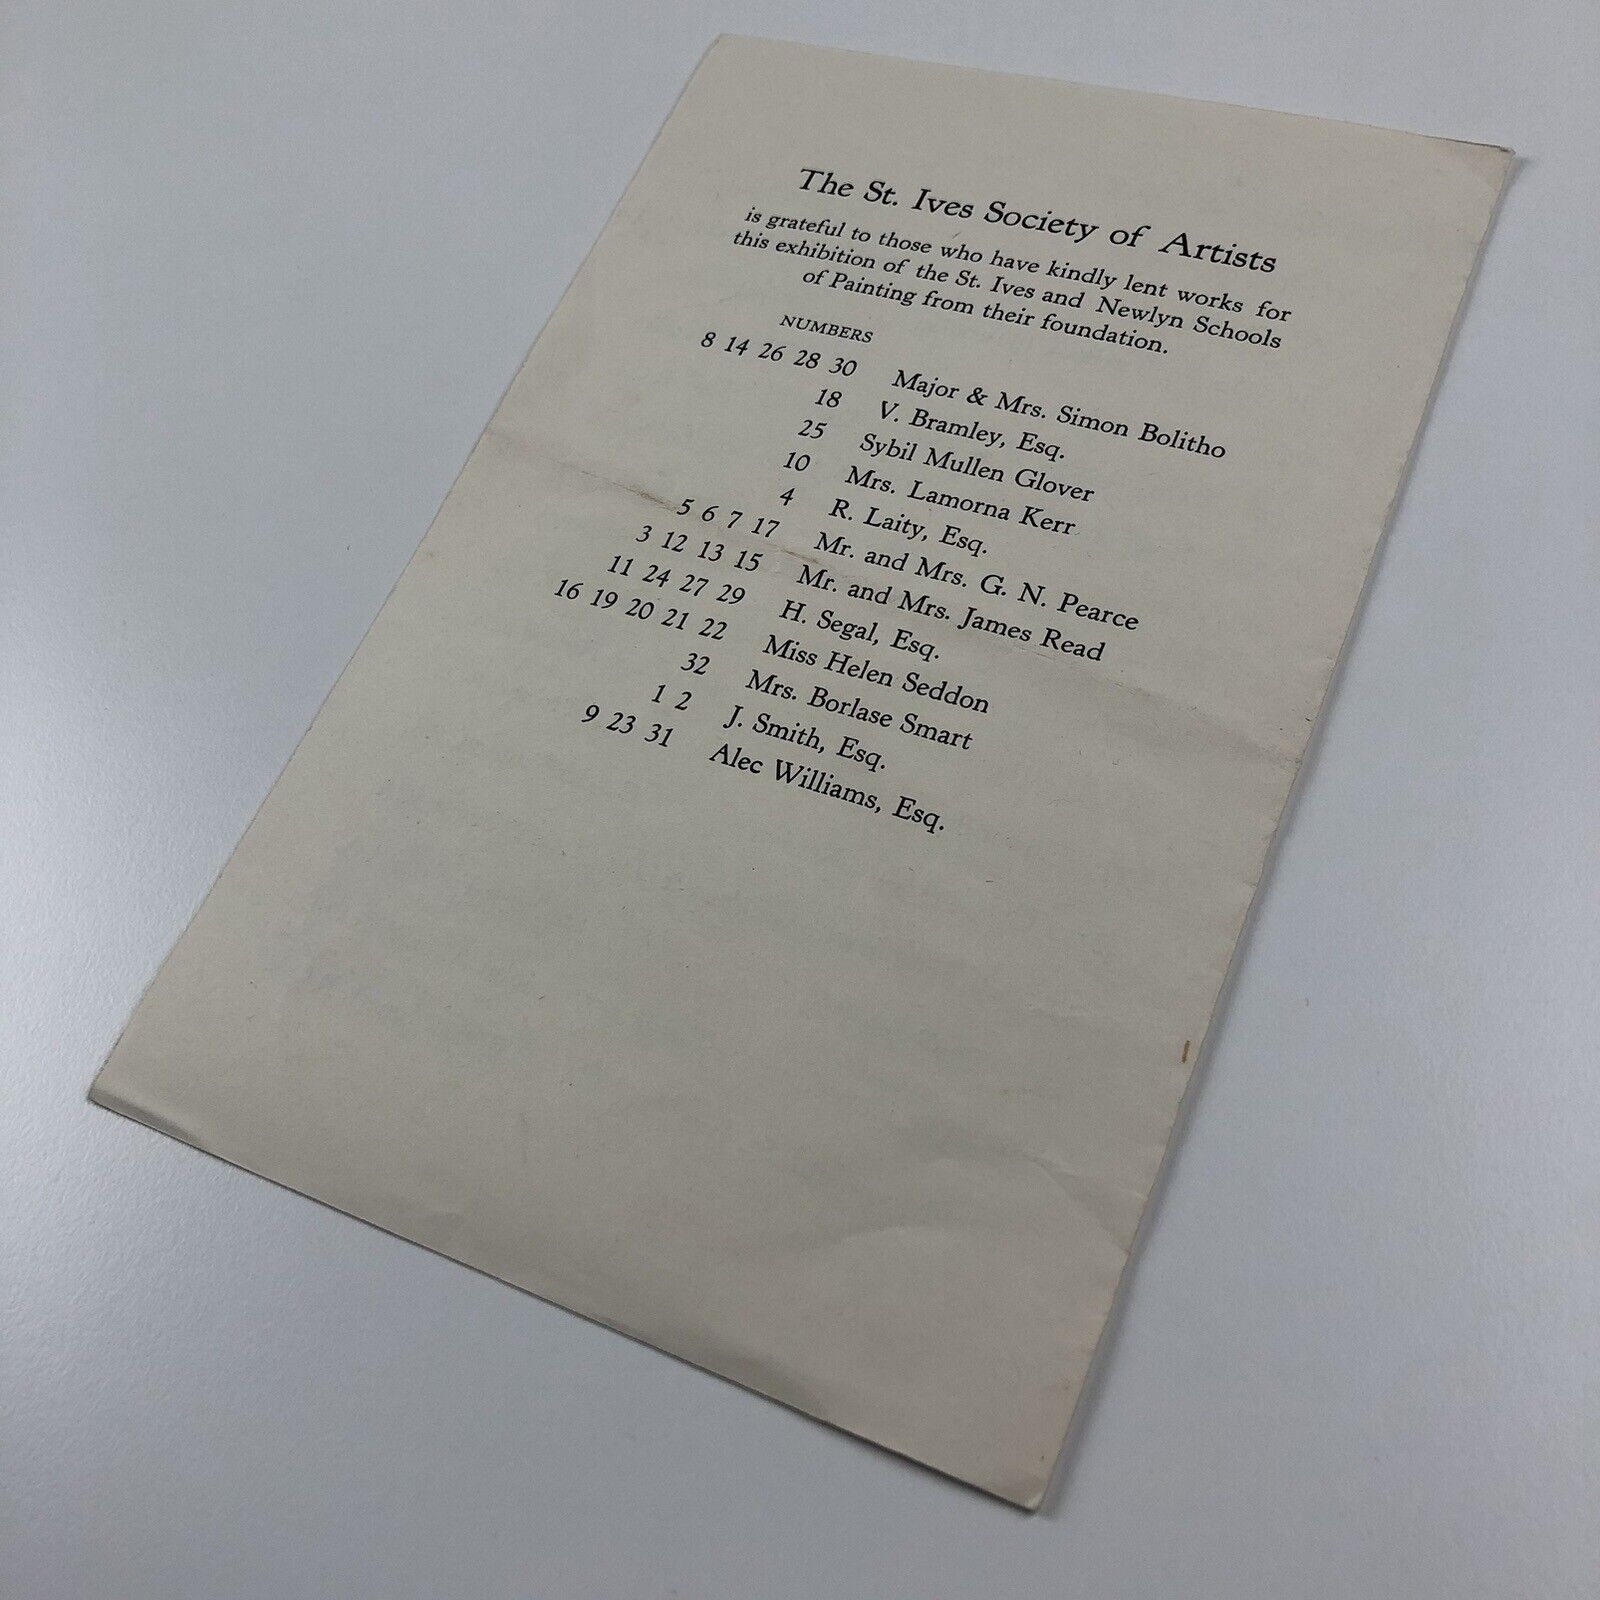 The St. Ives Society of Artists
is grateful to those who have kindly lent works for
this exhibition of the St. Ives and Newlyn Schools
of Painting from their foundation.
NUMBERS
8 14 26 28 30 Major & Mrs. Simon Bolitho
18 V. Bramley, Esq.
25 Sybil Mullen Glover
10 Mrs. Lamorna Kerr
4 R. Laity, Esq.
5 6 7 17 Mr. and Mrs. G. N. Pearce
3 12 13 15 Mr. and Mrs. James Read
11 24 27 29 H. Segal, Esq.
16 19 20 21 22 Miss Helen Seddon
32 Mrs. Borlase Smart
1 2 J. Smith, Esq.
9 23 31 Alec Williams, Esq.